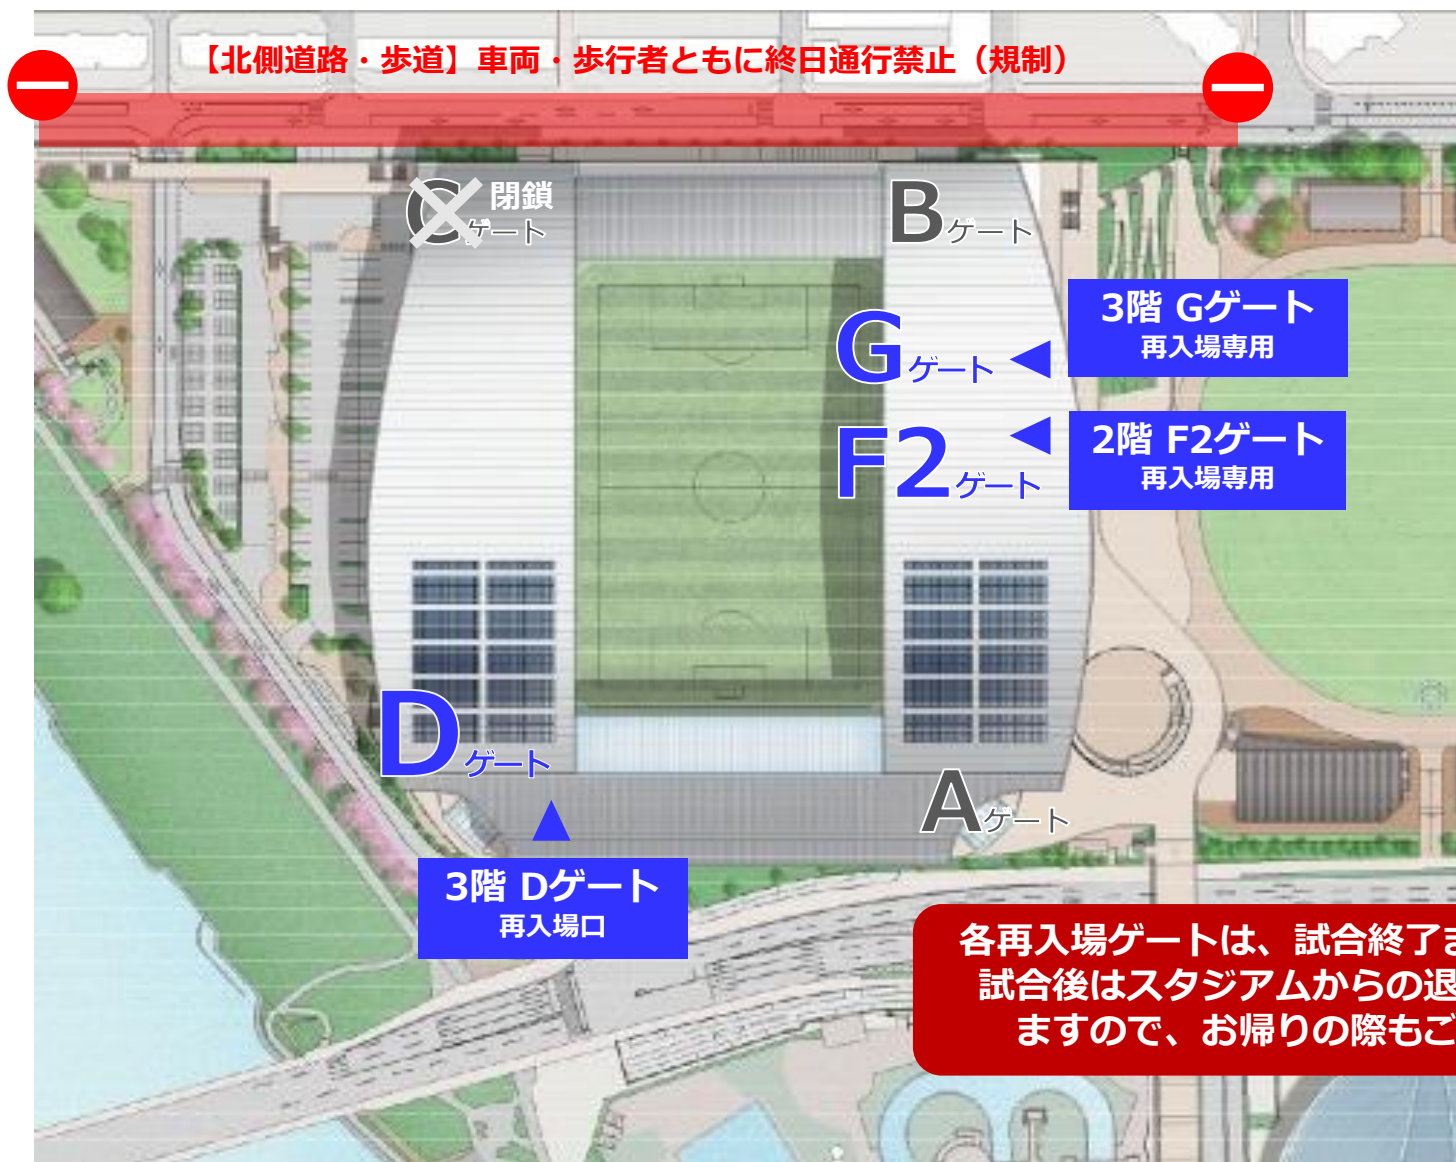 【北側道路・歩道】車両・歩行者ともに終日通行禁止（規制）
C 閉鎖
ゲート
Bゲート
Gゲート
3階 Gゲート
再入場専用
F2ゲート
2階 F2ゲート
再入場専用
Dゲート
Aゲート
3階 Dゲート
再入場口
各再入場ゲートは、試合終了ま
試合後はスタジアムからの退
ますので、お帰りの際もご